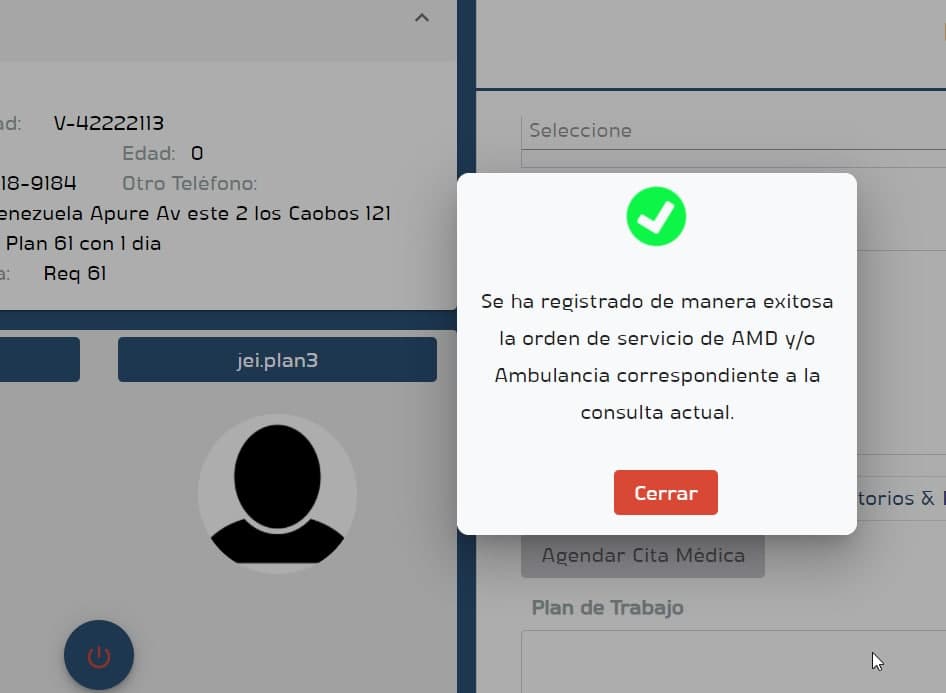 V-42222113
Edad: 0
18-9184 Otro Teléfono:
enezuela Apure Av este 2 los Caobos 121
Plan 61 con 1 dia
Req 61
jei.plan3
Seleccione
Se ha registrado de manera exitosa
la orden de servicio de AMD y/o
Ambulancia correspondiente a la
consulta actual.
Cerrar
torios &
Agendar Cita Médica
Plan de Trabajo